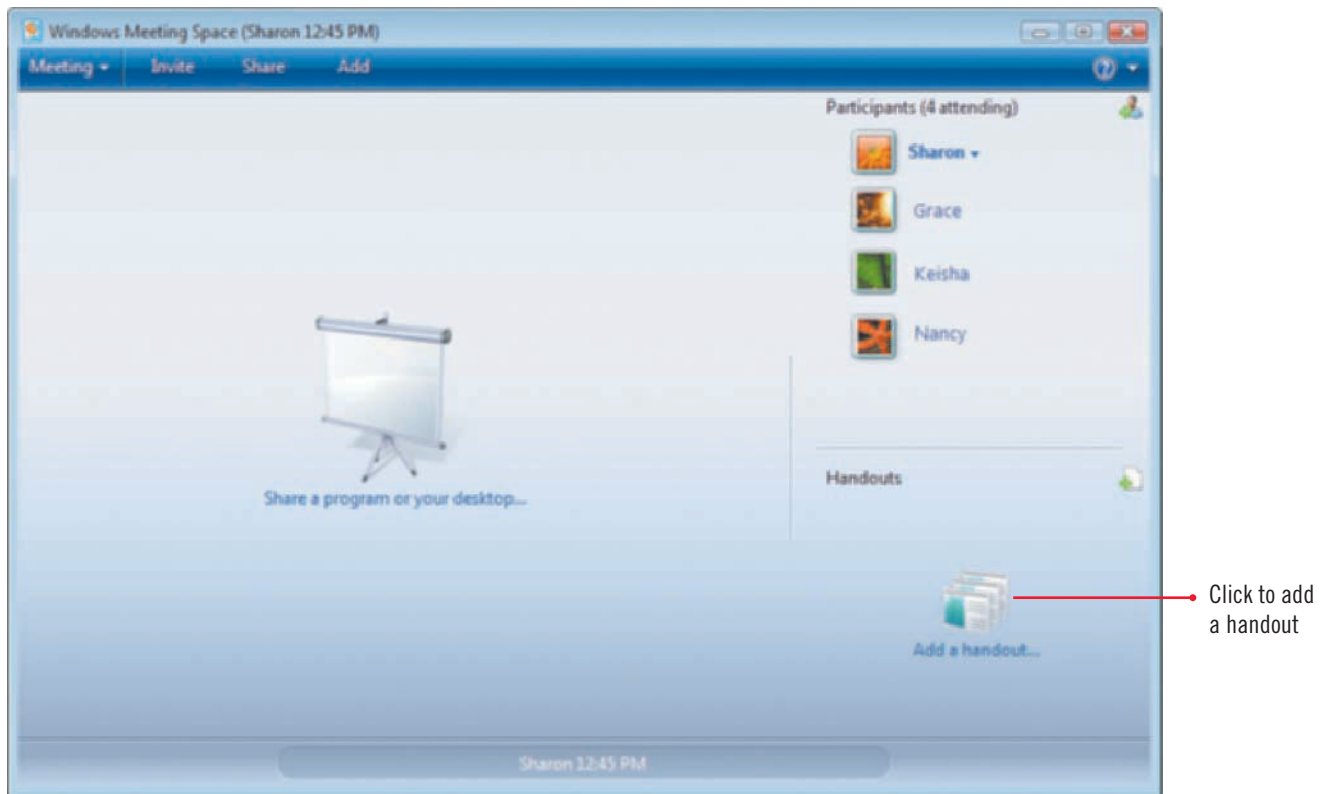 Windows Meeting Space (Sharon 12:45 PM)
Meeting Invite Share Add
Participants (4 attending)
Sharon
Grace
Keisha
Nancy
Share a program or your desktop...
Handouts
Add a handout...
Click to add
a handout
Sharon 12:45 PM